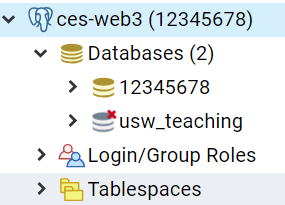 ces-web3 (12345678)
Databases (2)
12345678
usw_teaching
Login/Group Roles
Tablespaces